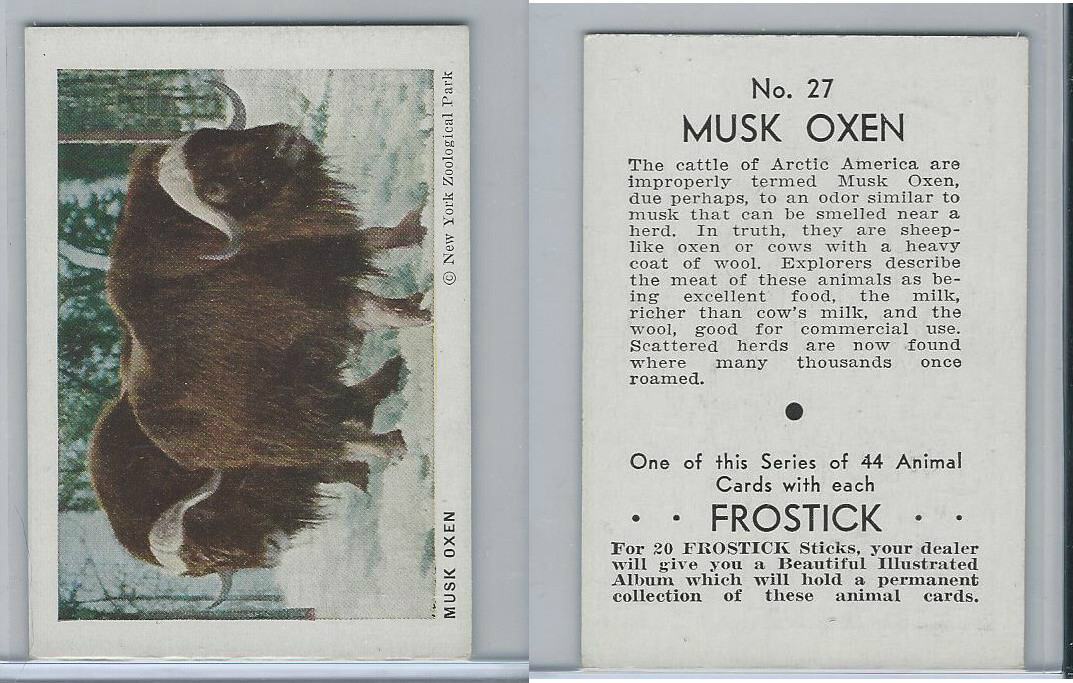 © New York Zoological Park
MUSK OXEN
No. 27
MUSK OXEN
The cattle of Arctic America are
improperly termed Musk Oxen,
due perhaps, to an odor similar to
musk that can be smelled near a
herd. In truth, they are sheep-
like oxen or cows with a heavy
coat of wool. Explorers describe
the meat of these animals as be-
ing excellent food, the milk,
richer than cow's milk, and the
wool, good for commercial use.
Scattered herds are now found
where many thousands once
roamed.
One of this Series of 44 Animal
Cards with each
• • FROSTICK • •
For 20 FROSTICK Sticks, your dealer
will give you a Beautiful Illustrated
Album which will hold a permanent
collection of these animal cards.